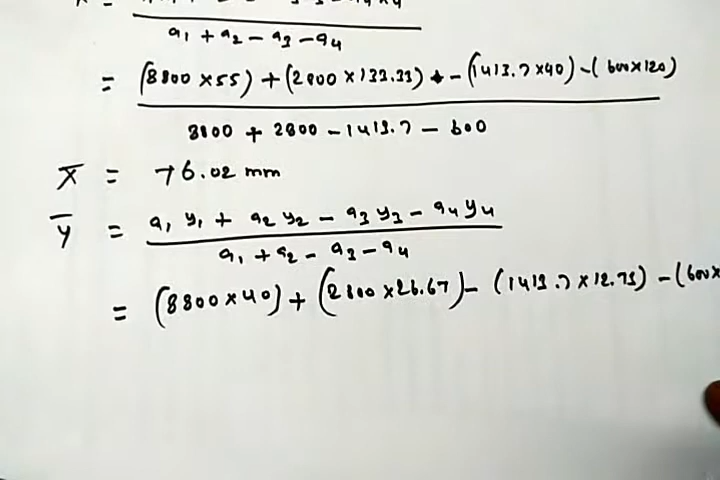 a1 + a2 - a3 - a4
= (8800 x 55) + (2800 x 133.33) + - (1413.7 x 40) - (600 x 120)
8800 + 2800 - 1413.7 - 600
x̅ = 76.02 mm
y̅ = a1 y1 + a2 y2 - a3 y3 - a4 y4
a1 + a2 - a3 - a4
= (8800 x 40) + (2800 x 26.67) - (1413.7 x 12.73) - (600 x